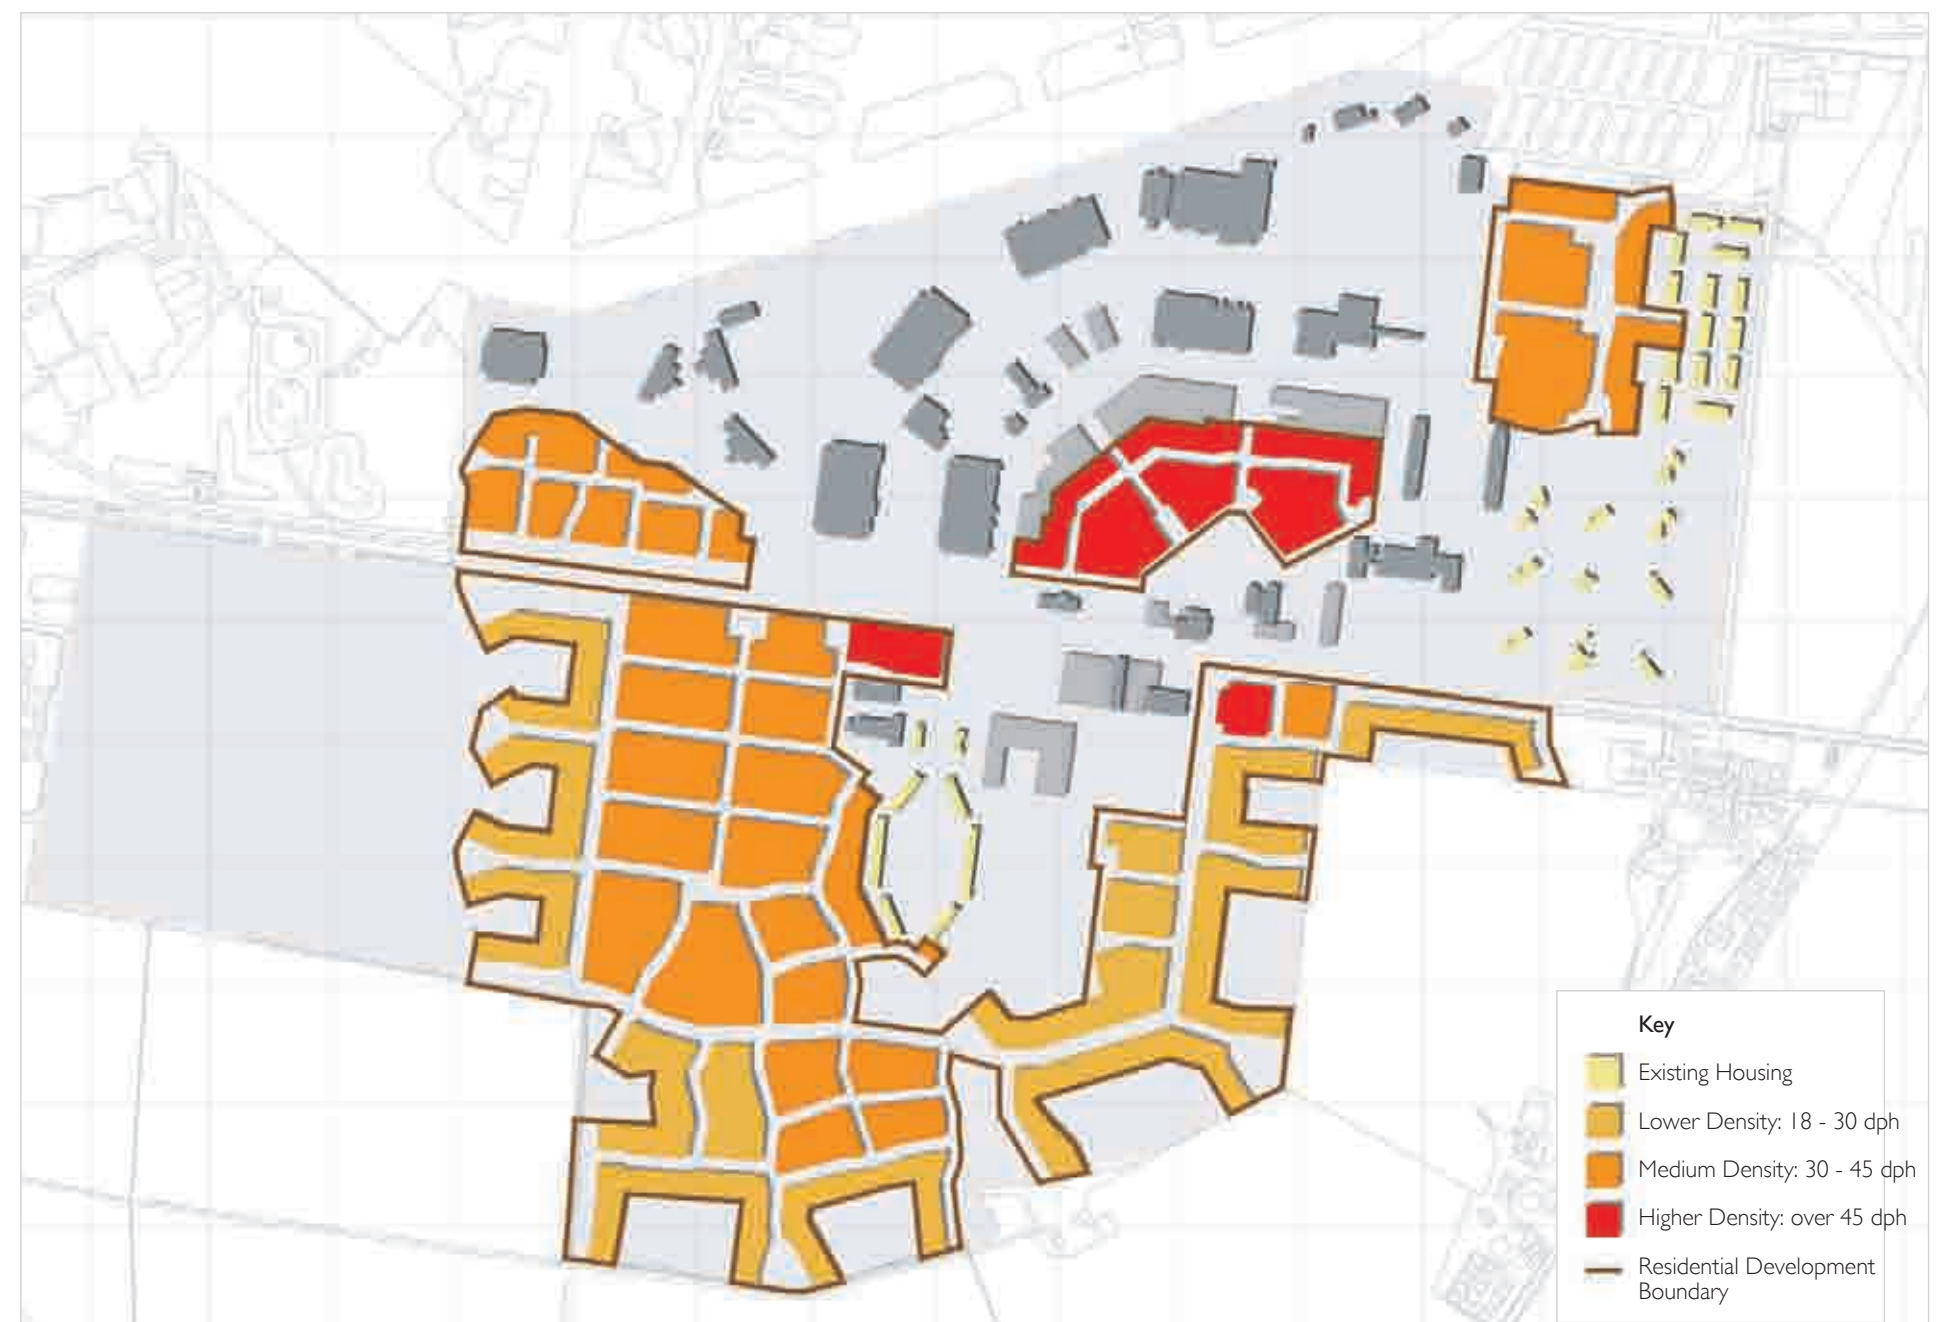 Key
Existing Housing
Lower Density: 18 - 30 dph
Medium Density: 30 - 45 dph
Higher Density: over 45 dph
Residential Development
Boundary